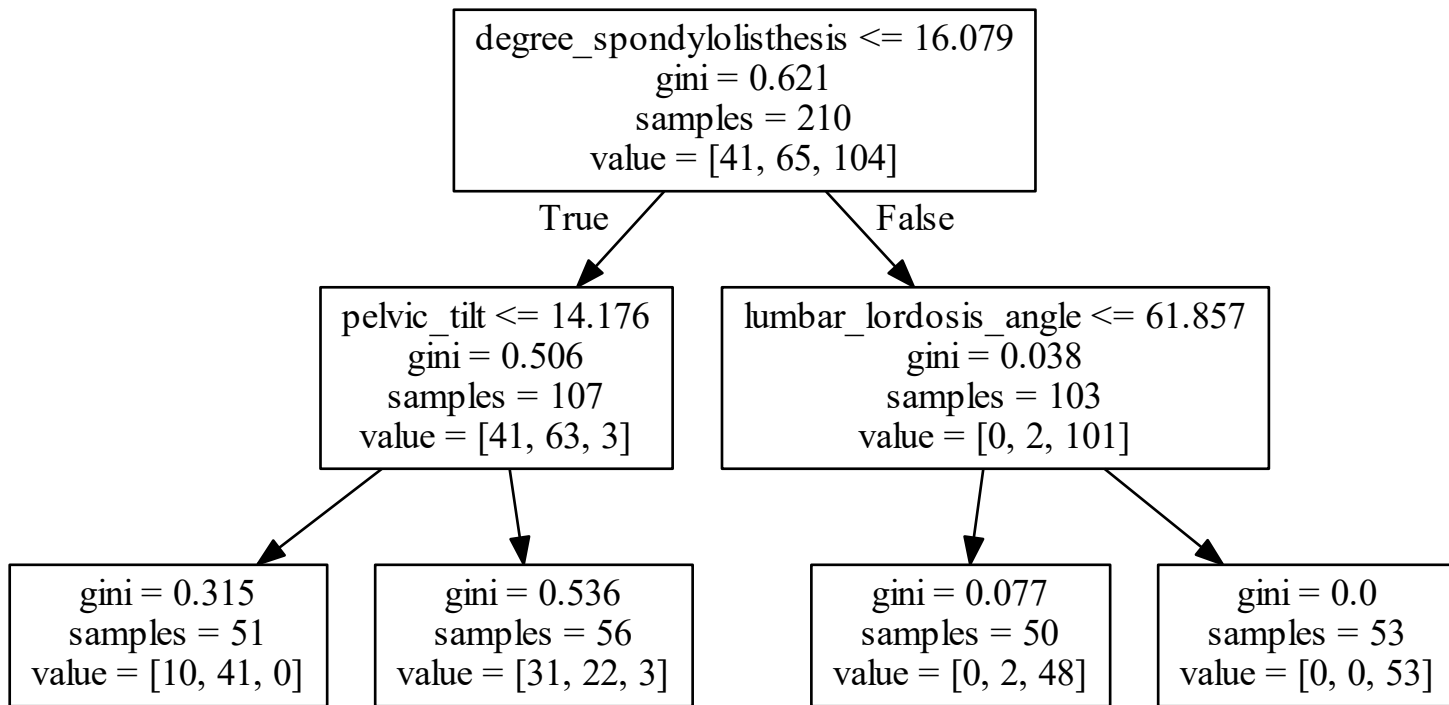 degree_spondylolisthesis <= 16.079
gini = 0.621
samples = 210
value = [41, 65, 104]
True
False
pelvic_tilt <= 14.176
gini = 0.506
samples = 107
value = [41, 63, 3]
lumbar_lordosis_angle <= 61.857
gini = 0.038
samples = 103
value = [0, 2, 101]
gini = 0.315
samples = 51
value = [10, 41, 0]
gini = 0.536
samples = 56
value = [31, 22, 3]
gini = 0.077
samples = 50
value = [0, 2, 48]
gini = 0.0
samples = 53
value = [0, 0, 53]